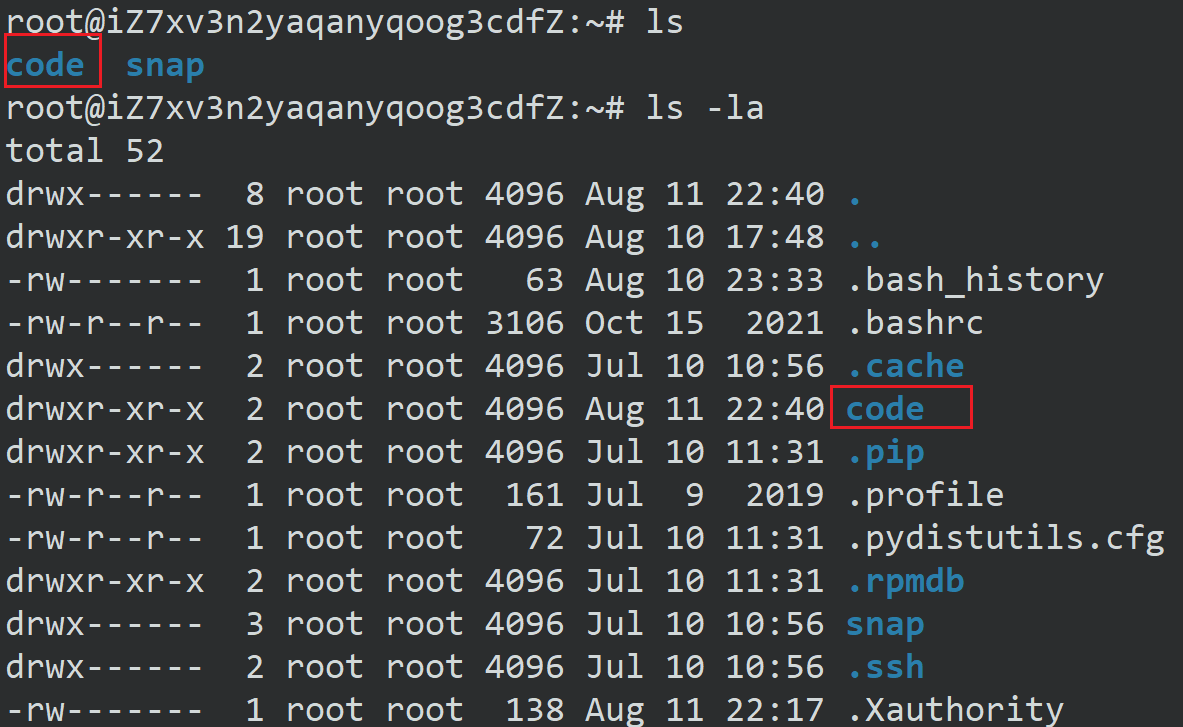 root@iZ7xv3n2yaqanyqoog3cdfZ:~# ls
code  snap
root@iZ7xv3n2yaqanyqoog3cdfZ:~# ls -la
total 52
drwx------  8 root root 4096 Aug 11 22:40 .
drwxr-xr-x 19 root root 4096 Aug 10 17:48 ..
-rw-------  1 root root   63 Aug 10 23:33 .bash_history
-rw-r--r--  1 root root 3106 Oct 15  2021 .bashrc
drwx------  2 root root 4096 Jul 10 10:56 .cache
drwxr-xr-x  2 root root 4096 Aug 11 22:40 code
drwxr-xr-x  2 root root 4096 Jul 10 11:31 .pip
-rw-r--r--  1 root root  161 Jul  9  2019 .profile
-rw-r--r--  1 root root   72 Jul 10 11:31 .pydistutils.cfg
drwxr-xr-x  2 root root 4096 Jul 10 11:31 .rpmdb
drwx------  3 root root 4096 Jul 10 10:56 snap
drwx------  2 root root 4096 Jul 10 10:56 .ssh
-rw-------  1 root root  138 Aug 11 22:17 .Xauthority